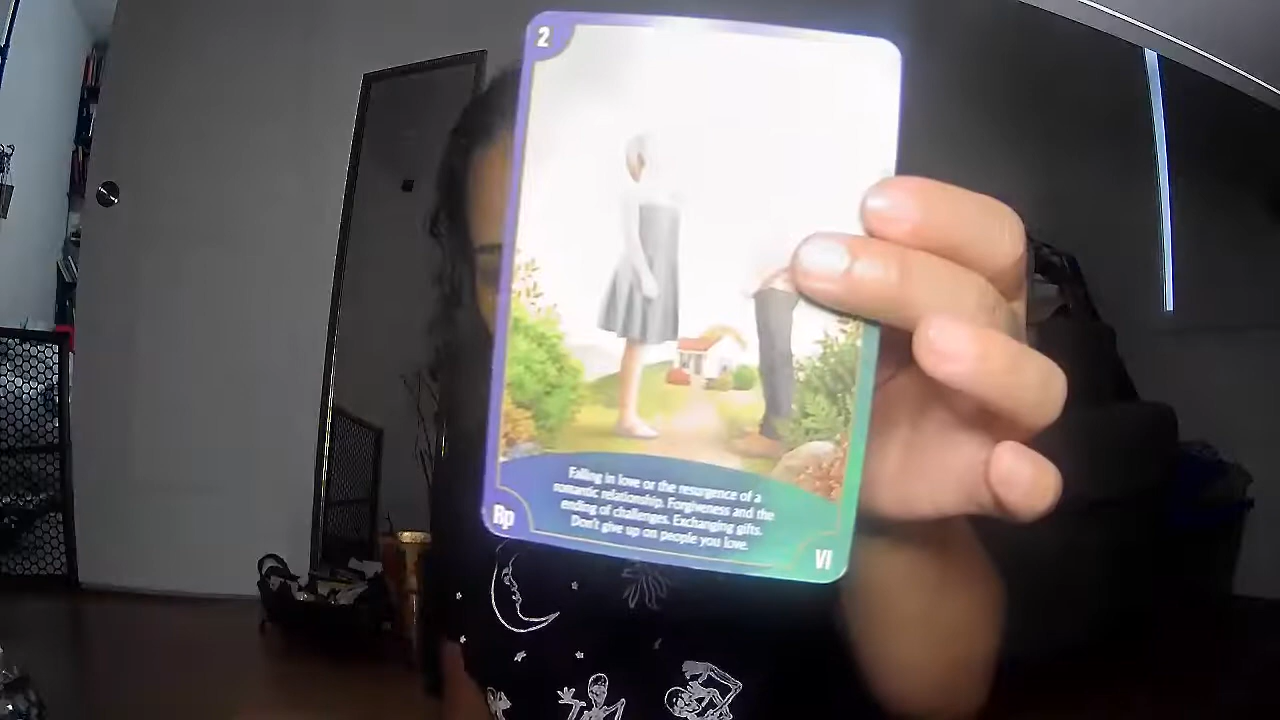 2
Falling in love or the resurgence of a
romantic relationship. Forgiveness and the
ending of challenges. Exchanging gifts.
Don't give up on people you love.
Rp
VI